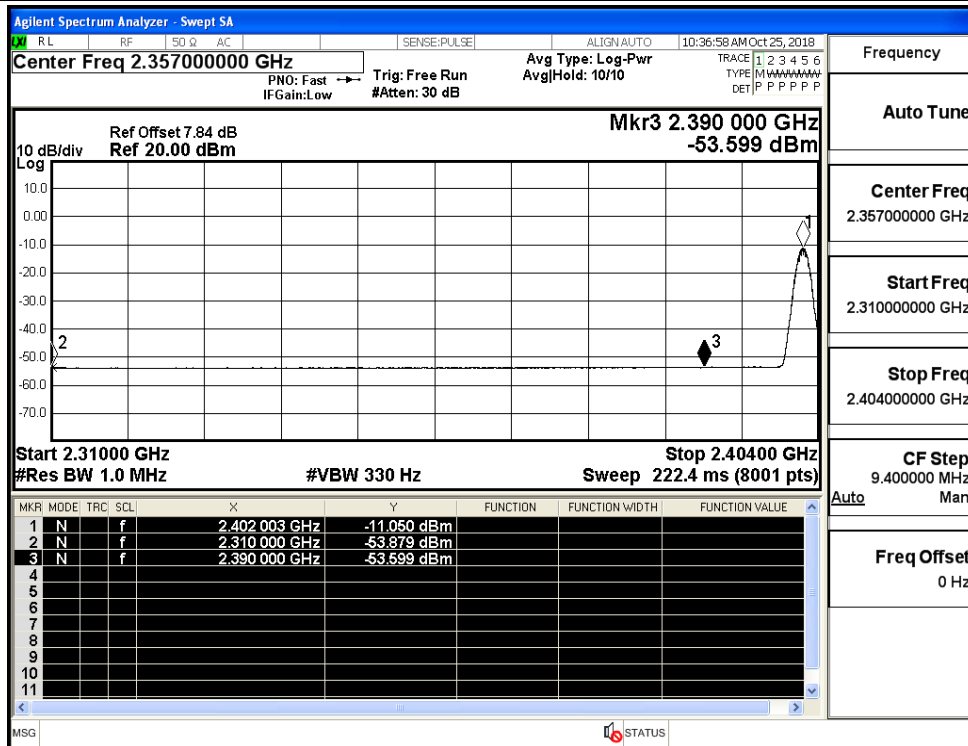 Agilent Spectrum Analyzer - Swept SA
LXI RL RF 50 Ω AC SENSE:PULSE ALIGN AUTO 10:36:58 AM Oct 25, 2018
Center Freq 2.357000000 GHz
PNO: Fast
IFGain:Low
Trig: Free Run
#Atten: 30 dB
Avg Type: Log-Pwr
Avg|Hold: 10/10
TRACE 1 2 3 4 5 6
TYPE M
DET P P P P P P
Mkr3 2.390 000 GHz
-53.599 dBm
Ref Offset 7.84 dB
10 dB/div Ref 20.00 dBm
Log
10.0
0.00
-10.0
-20.0
-30.0
-40.0
-50.0
-60.0
-70.0
1
2
3
Start 2.31000 GHz Stop 2.40400 GHz
#Res BW 1.0 MHz #VBW 330 Hz Sweep 222.4 ms (8001 pts)
MKR MODE TRC SCL X Y FUNCTION FUNCTION WIDTH FUNCTION VALUE
1 N f 2.402 003 GHz -11.050 dBm
2 N f 2.310 000 GHz -53.879 dBm
3 N f 2.390 000 GHz -53.599 dBm
4
5
6
7
8
9
10
11
MSG STATUS
Frequency
Auto Tune
Center Freq
2.357000000 GHz
Start Freq
2.310000000 GHz
Stop Freq
2.404000000 GHz
CF Step
9.400000 MHz
Auto Man
Freq Offset
0 Hz